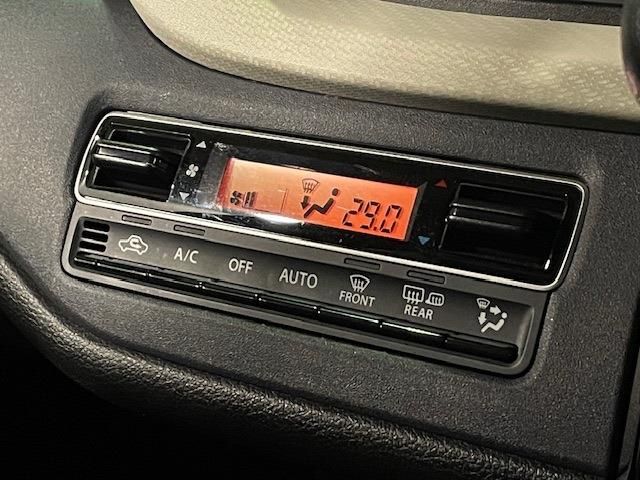 29.0
A/C OFF AUTO FRONT REAR